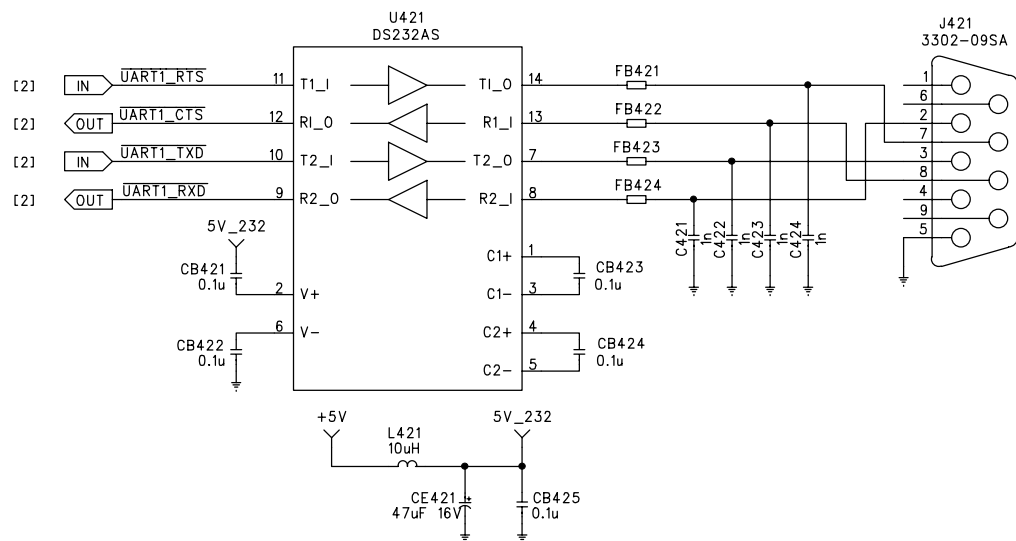 U421
DS232AS
J421
3302-09SA
[2] IN UART1_RTS 11 T1_I TI_O 14 FB421 1
6
[2] OUT UART1_CTS 12 RI_O R1_I 13 FB422 2
7
[2] IN UART1_TXD 10 T2_I T2_O 7 FB423 3
8
[2] OUT UART1_RXD 9 R2_O R2_I 8 FB424 4
9
5
5V_232
C421 1n
C422 1n
C423 1n
C424 1n
CB421
0.1u
2 V+
C1+ 1
CB423
0.1u
C1- 3
6 V-
CB422
0.1u
C2+ 4
CB424
0.1u
C2- 5
+5V
5V_232
L421
10uH
CE421 +
47uF 16V
CB425
0.1u